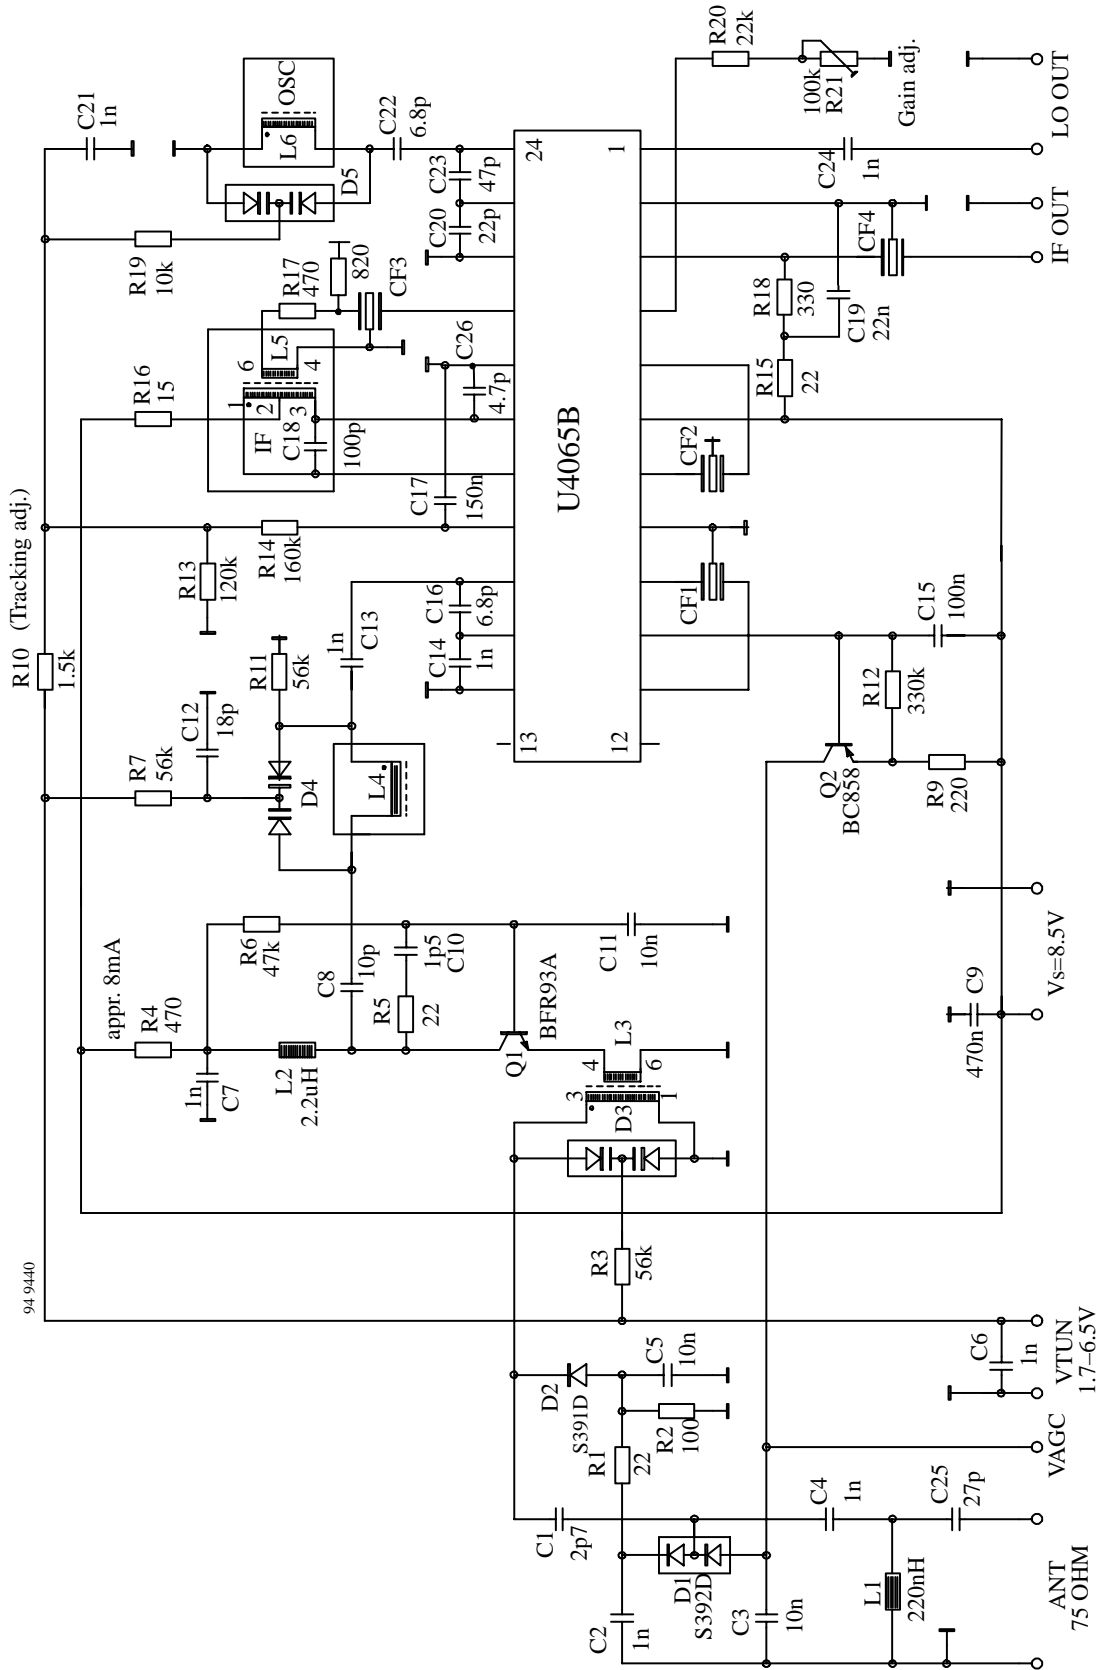 94 9440
R10 (Tracking adj.)
1.5k
appr. 8mA
R4
470
1n
C7
L2
2.2uH
R6
47k
R7
56k
C12
18p
R11
56k
R13
120k
R14
160k
R16
15
R19
10k
C21
1n
OSC
L6
D5
C22
6.8p
R17
470
820
CF3
6
L5
4
1
2
3
IF
C18
100p
C26
4.7p
C17
150n
C20
22p
C23
47p
D4
L4
1n
C13
C14
1n
C16
6.8p
C8
10p
R5
22
1p5
C10
Q1
BFR93A
C11
10n
4
L3
6
3
D3
1
R3
56k
D2
S391D
C5
10n
R1
22
R2
100
C1
2p7
C2
1n
D1
S392D
C3
10n
C4
1n
L1
220nH
C25
27p
13
24
U4065B
12
1
CF1
CF2
R15
22
R18
330
C19
22n
CF4
C24
1n
R20
22k
100k
R21
Gain adj.
C15
100n
R12
330k
Q2
BC858
R9
220
470n
C9
C6
1n
ANT
75 OHM
VAGC
VTUN
1.7–6.5V
Vs=8.5V
IF OUT
LO OUT